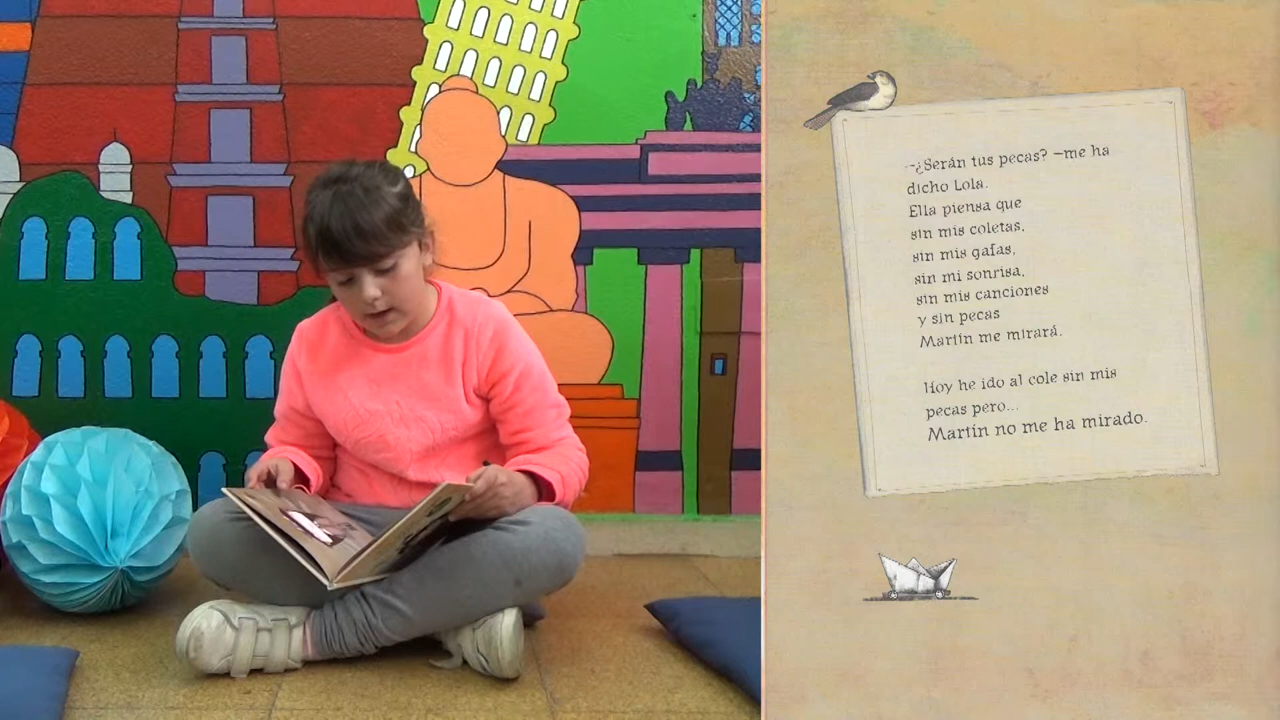 –¿Serán tus pecas? –me ha
dicho Lola.
Ella piensa que
sin mis coletas,
sin mis gafas,
sin mi sonrisa,
sin mis canciones
y sin pecas
Martín me mirará.
Hoy he ido al cole sin mis
pecas pero...
Martín no me ha mirado.